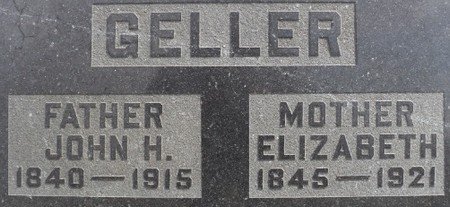 GELLER
FATHER
JOHN H.
1840—1915
MOTHER
ELIZABETH
1845—1921